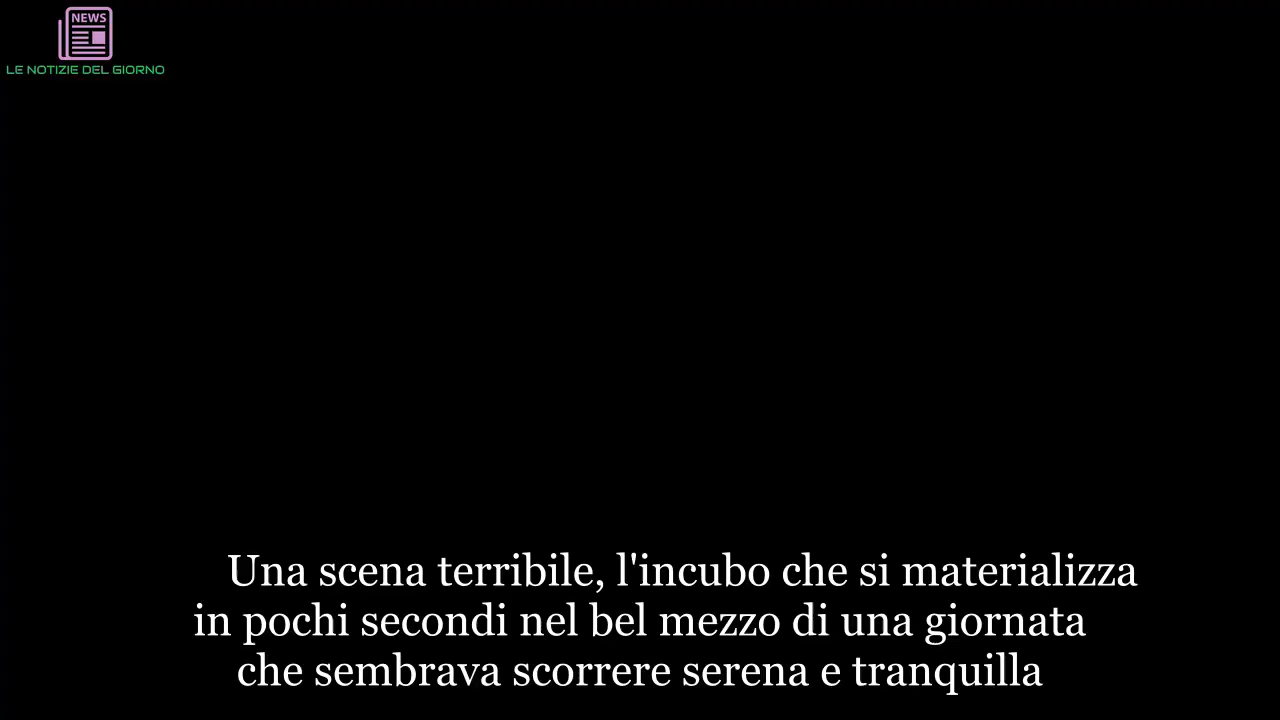 NEWS
LE NOTIZIE DEL GIORNO
Una scena terribile, l'incubo che si materializza
in pochi secondi nel bel mezzo di una giornata
che sembrava scorrere serena e tranquilla